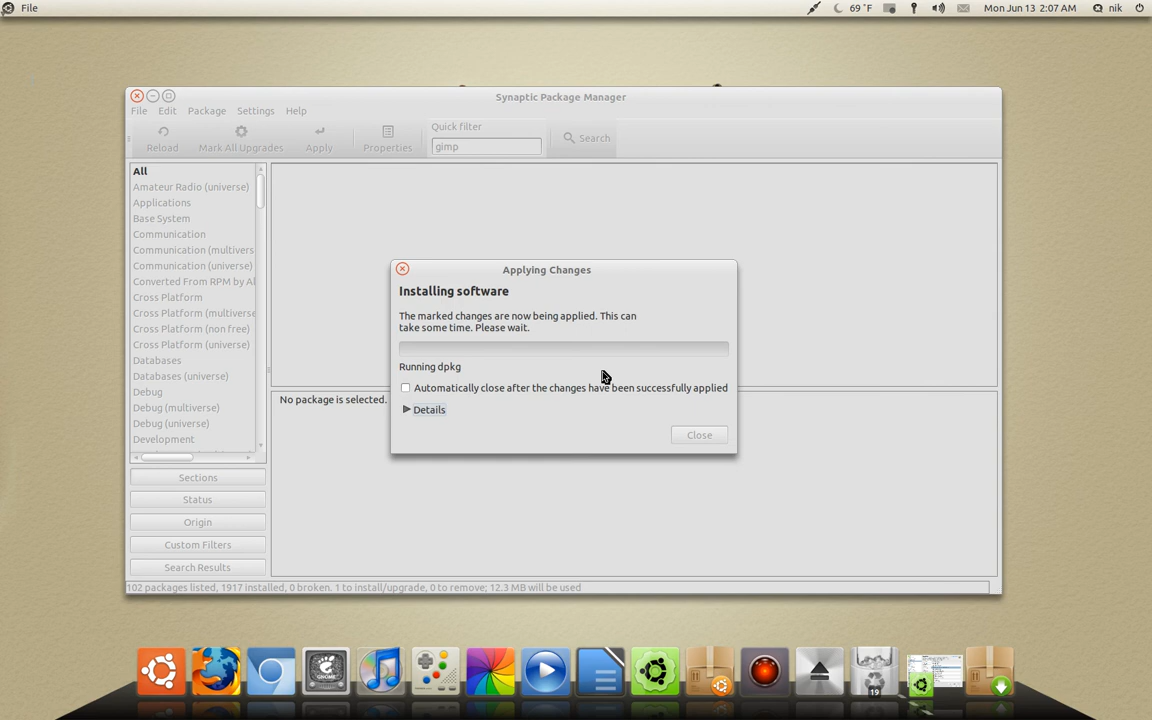 File
69 °F
Mon Jun 13 2:07 AM
nik
Synaptic Package Manager
File Edit Package Settings Help
Reload
Mark All Upgrades
Apply
Properties
Quick filter
gimp
Search
All
Amateur Radio (universe)
Applications
Base System
Communication
Communication (multivers
Communication (universe)
Converted From RPM by Al
Cross Platform
Cross Platform (multiverse
Cross Platform (non free)
Cross Platform (universe)
Databases
Databases (universe)
Debug
Debug (multiverse)
Debug (universe)
Development
Sections
Status
Origin
Custom Filters
Search Results
No package is selected.
Applying Changes
Installing software
The marked changes are now being applied. This can
take some time. Please wait.
Running dpkg
Automatically close after the changes have been successfully applied
Details
Close
102 packages listed, 1917 installed, 0 broken. 1 to install/upgrade, 0 to remove; 12.3 MB will be used
GNOME
19